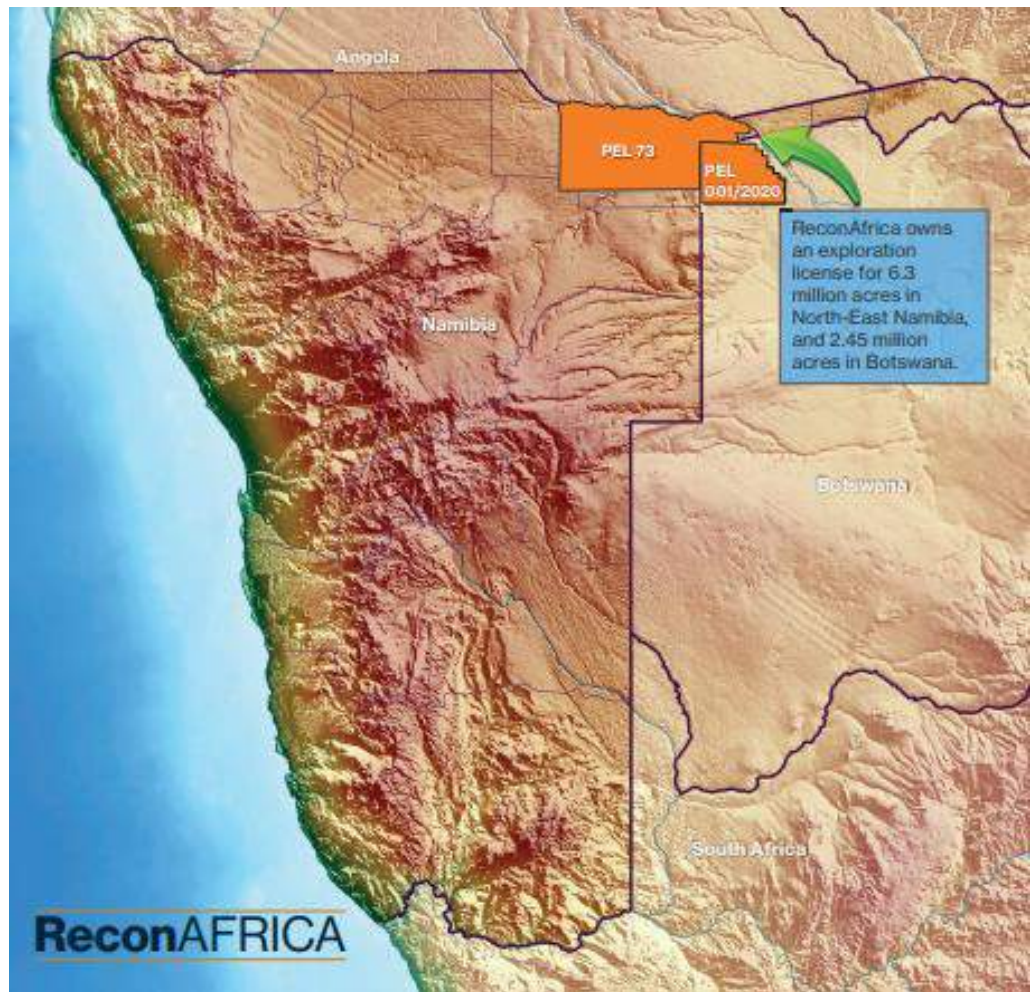 Angola
PEL 73
PEL
001/2020
ReconAfrica owns
an exploration
license for 6.3
million acres in
North-East Namibia,
and 2.45 million
acres in Botswana.
Namibia
Botswana
South Africa
ReconAFRICA